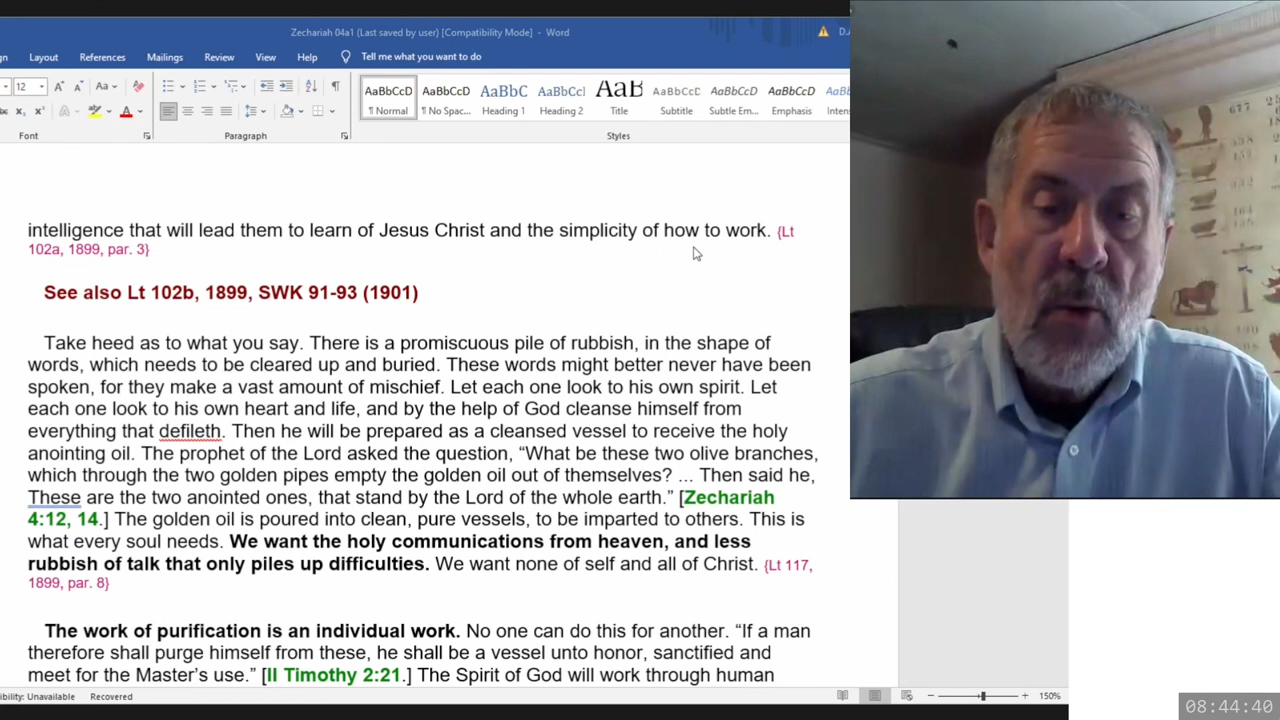 Zechariah 04a1 (Last saved by user) [Compatibility Mode] - Word
D.
gn Layout References Mailings Review View Help Tell me what you want to do
12 Aa
AaBbCcD AaBbCcD AaBbC AaBbCcl AaB AaBbCcD AaBbCcD AaBbCcD AaBb
¶ Normal ¶ No Spac... Heading 1 Heading 2 Title Subtitle Subtle Em... Emphasis Inten
Font Paragraph Styles
intelligence that will lead them to learn of Jesus Christ and the simplicity of how to work. {Lt
102a, 1899, par. 3}
See also Lt 102b, 1899, SWK 91-93 (1901)
Take heed as to what you say. There is a promiscuous pile of rubbish, in the shape of
words, which needs to be cleared up and buried. These words might better never have been
spoken, for they make a vast amount of mischief. Let each one look to his own spirit. Let
each one look to his own heart and life, and by the help of God cleanse himself from
everything that defileth. Then he will be prepared as a cleansed vessel to receive the holy
anointing oil. The prophet of the Lord asked the question, “What be these two olive branches,
which through the two golden pipes empty the golden oil out of themselves? ... Then said he,
These are the two anointed ones, that stand by the Lord of the whole earth.” [Zechariah
4:12, 14.] The golden oil is poured into clean, pure vessels, to be imparted to others. This is
what every soul needs. We want the holy communications from heaven, and less
rubbish of talk that only piles up difficulties. We want none of self and all of Christ. {Lt 117,
1899, par. 8}
The work of purification is an individual work. No one can do this for another. “If a man
therefore shall purge himself from these, he shall be a vessel unto honor, sanctified and
meet for the Master’s use.” [II Timothy 2:21.] The Spirit of God will work through human
ibility: Unavailable Recovered 150%
677
08:44:40